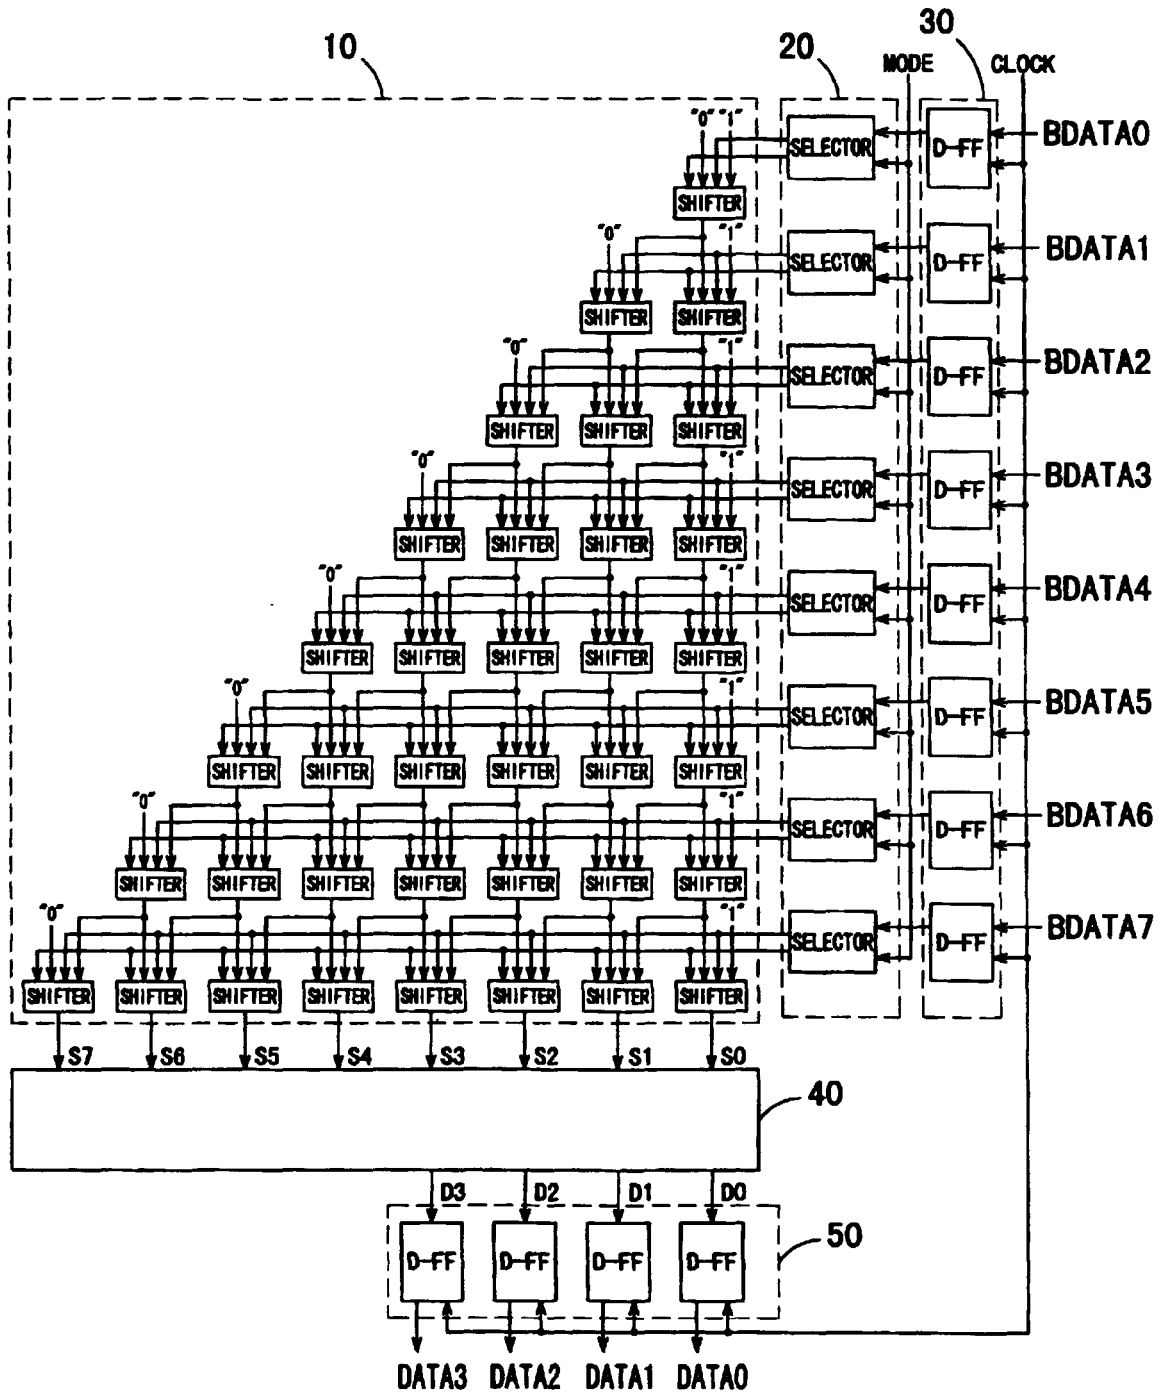 10
20
30
MODE
CLOCK
"0" "1"
SELECTOR
D-FF
BDATA0
SHIFTER
"0"
"1"
SELECTOR
D-FF
BDATA1
SHIFTER SHIFTER
"0"
"1"
SELECTOR
D-FF
BDATA2
SHIFTER SHIFTER SHIFTER
"0"
"1"
SELECTOR
D-FF
BDATA3
SHIFTER SHIFTER SHIFTER SHIFTER
"0"
"1"
SELECTOR
D-FF
BDATA4
SHIFTER SHIFTER SHIFTER SHIFTER SHIFTER
"0"
"1"
SELECTOR
D-FF
BDATA5
SHIFTER SHIFTER SHIFTER SHIFTER SHIFTER SHIFTER
"0"
"1"
SELECTOR
D-FF
BDATA6
SHIFTER SHIFTER SHIFTER SHIFTER SHIFTER SHIFTER SHIFTER
"0"
"1"
SELECTOR
D-FF
BDATA7
SHIFTER SHIFTER SHIFTER SHIFTER SHIFTER SHIFTER SHIFTER SHIFTER
S7 S6 S5 S4 S3 S2 S1 S0
40
D3 D2 D1 D0
50
D-FF D-FF D-FF D-FF
DATA3 DATA2 DATA1 DATA0